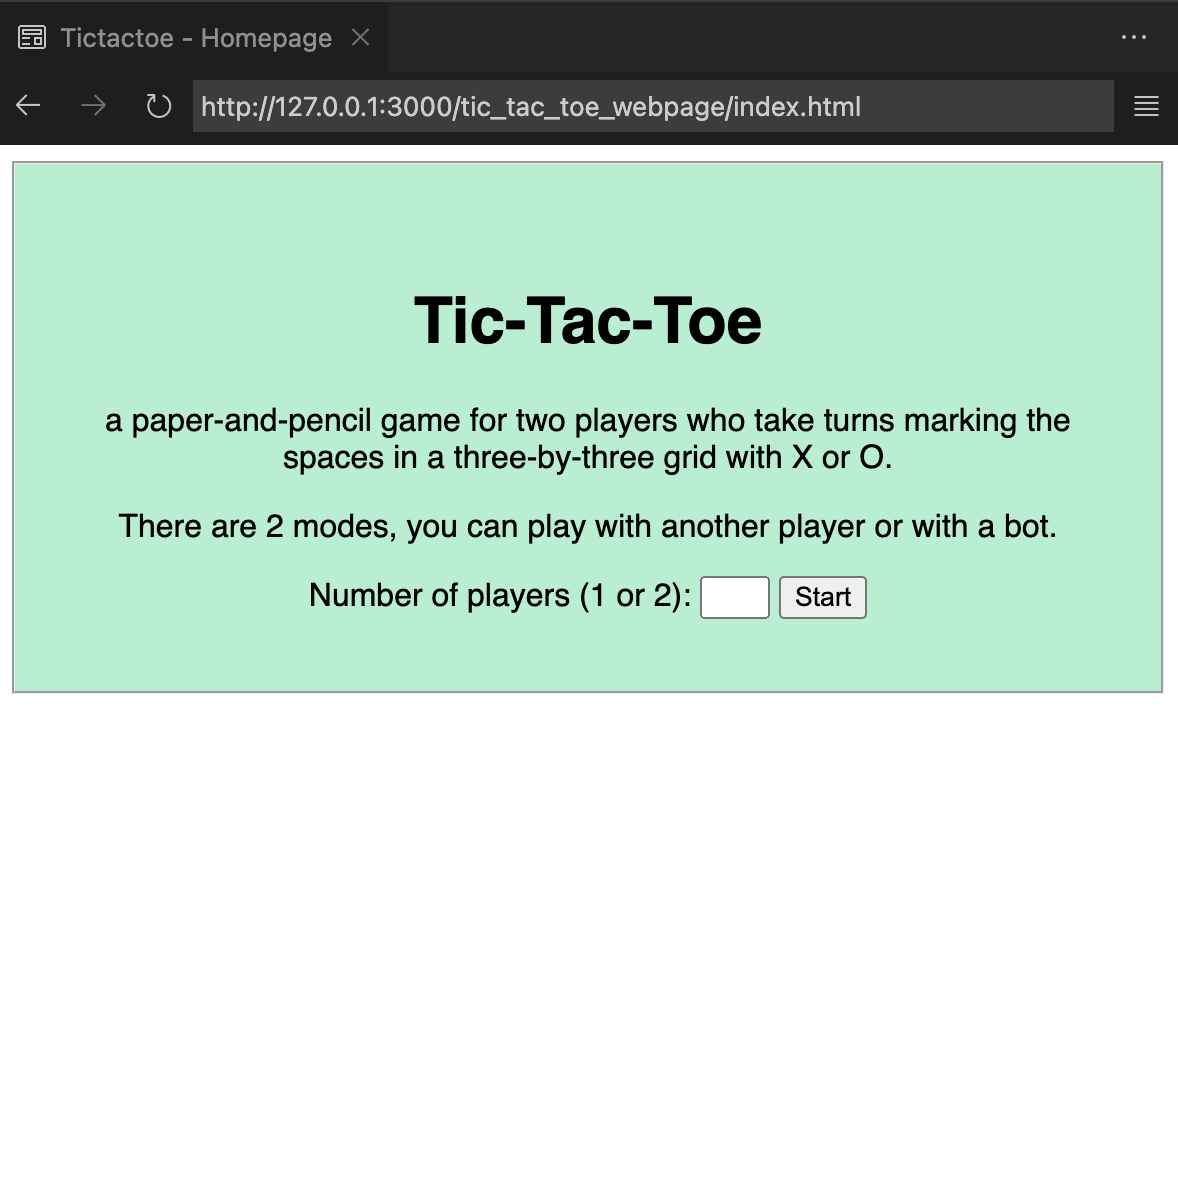 Tictactoe - Homepage
http://127.0.0.1:3000/tic_tac_toe_webpage/index.html
Tic-Tac-Toe
a paper-and-pencil game for two players who take turns marking the
spaces in a three-by-three grid with X or O.
There are 2 modes, you can play with another player or with a bot.
Number of players (1 or 2): Start